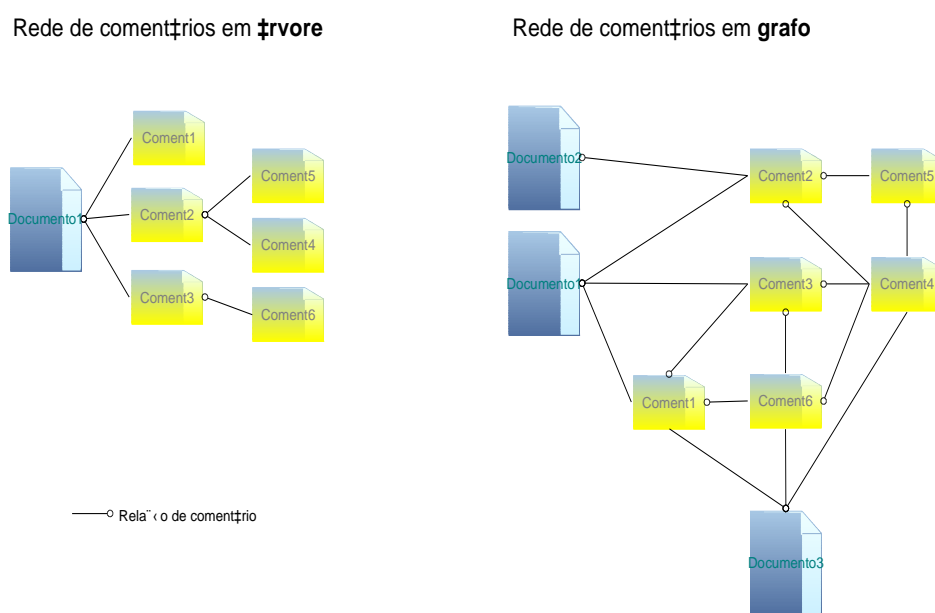 Rede de coment‡rios em ‡rvore
Rede de coment‡rios em grafo
Coment1
Coment5
Documento1
Coment2
Coment4
Coment3
Coment6
Documento2
Coment2
Coment5
Documento1
Coment3
Coment4
Coment1
Coment6
Documento3
Rela¨‹o de coment‡rio